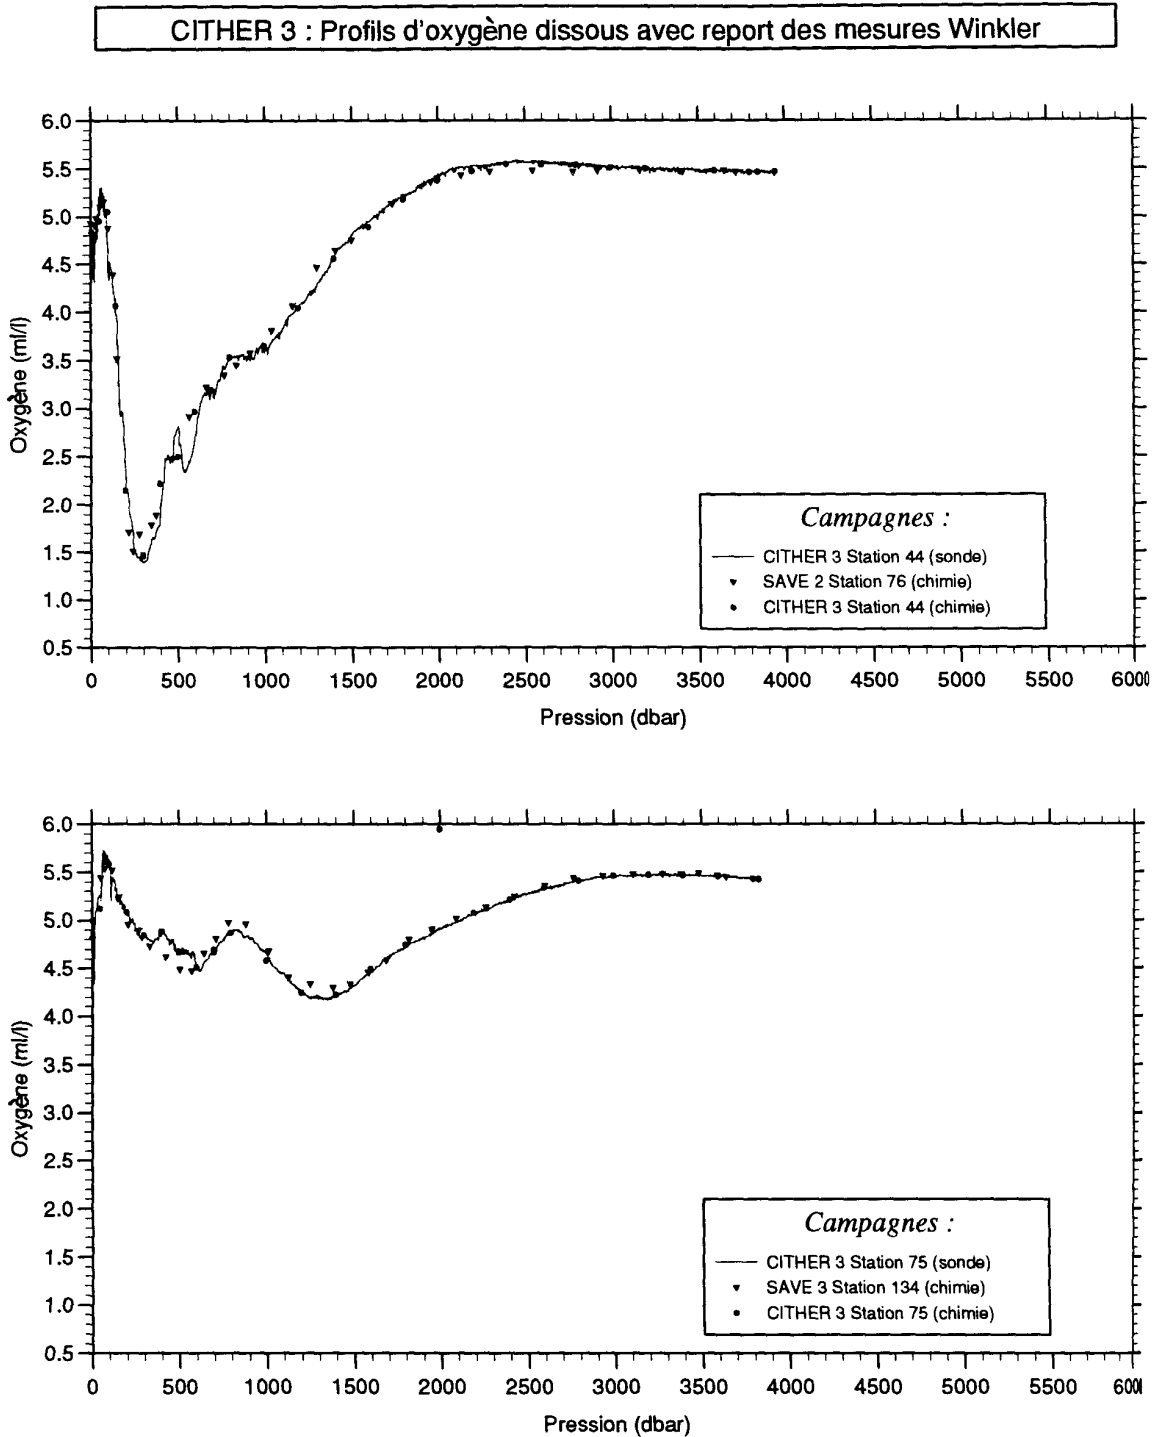 CITHER 3 : Profils d'oxygène dissous avec report des mesures Winkler
6.0
5.5
5.0
4.5
4.0
3.5
3.0
2.5
2.0
1.5
1.0
0.5
Oxygène (ml/l)
Campagnes :
CITHER 3 Station 44 (sonde)
SAVE 2 Station 76 (chimie)
CITHER 3 Station 44 (chimie)
0 500 1000 1500 2000 2500 3000 3500 4000 4500 5000 5500 6000
Pression (dbar)
6.0
5.5
5.0
4.5
4.0
3.5
3.0
2.5
2.0
1.5
1.0
0.5
Oxygène (ml/l)
Campagnes :
CITHER 3 Station 75 (sonde)
SAVE 3 Station 134 (chimie)
CITHER 3 Station 75 (chimie)
0 500 1000 1500 2000 2500 3000 3500 4000 4500 5000 5500 6000
Pression (dbar)